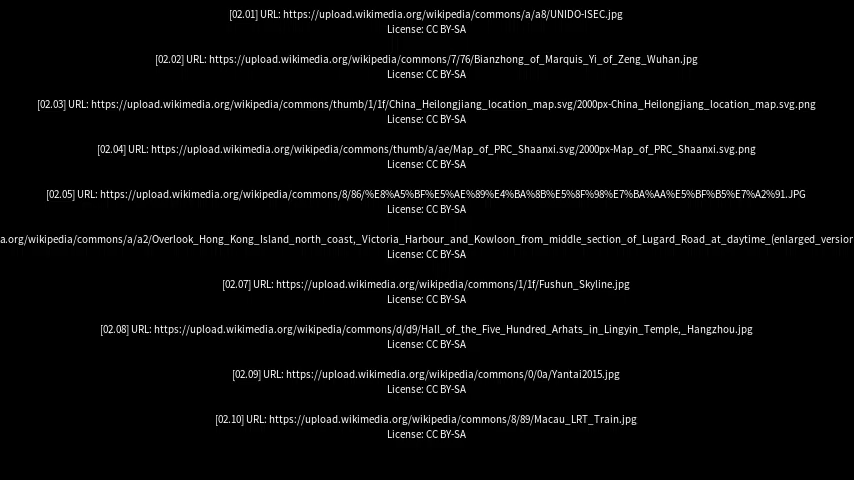 [02.01] URL: https://upload.wikimedia.org/wikipedia/commons/a/a8/UNIDO-ISEC.jpg
License: CC BY-SA
[02.02] URL: https://upload.wikimedia.org/wikipedia/commons/7/76/Bianzhong_of_Marquis_Yi_of_Zeng_Wuhan.jpg
License: CC BY-SA
[02.03] URL: https://upload.wikimedia.org/wikipedia/commons/thumb/1/1f/China_Heilongjiang_location_map.svg/2000px-China_Heilongjiang_location_map.svg.png
License: CC BY-SA
[02.04] URL: https://upload.wikimedia.org/wikipedia/commons/thumb/a/ae/Map_of_PRC_Shaanxi.svg/2000px-Map_of_PRC_Shaanxi.svg.png
License: CC BY-SA
[02.05] URL: https://upload.wikimedia.org/wikipedia/commons/8/86/%E8%A5%BF%E5%AE%89%E4%BA%8B%E5%8F%98%E7%BA%AA%E5%BF%B5%E7%A2%91.JPG
License: CC BY-SA
a.org/wikipedia/commons/a/a2/Overlook_Hong_Kong_Island_north_coast,_Victoria_Harbour_and_Kowloon_from_middle_section_of_Lugard_Road_at_daytime_(enlarged_version
License: CC BY-SA
[02.07] URL: https://upload.wikimedia.org/wikipedia/commons/1/1f/Fushun_Skyline.jpg
License: CC BY-SA
[02.08] URL: https://upload.wikimedia.org/wikipedia/commons/d/d9/Hall_of_the_Five_Hundred_Arhats_in_Lingyin_Temple,_Hangzhou.jpg
License: CC BY-SA
[02.09] URL: https://upload.wikimedia.org/wikipedia/commons/0/0a/Yantai2015.jpg
License: CC BY-SA
[02.10] URL: https://upload.wikimedia.org/wikipedia/commons/8/89/Macau_LRT_Train.jpg
License: CC BY-SA